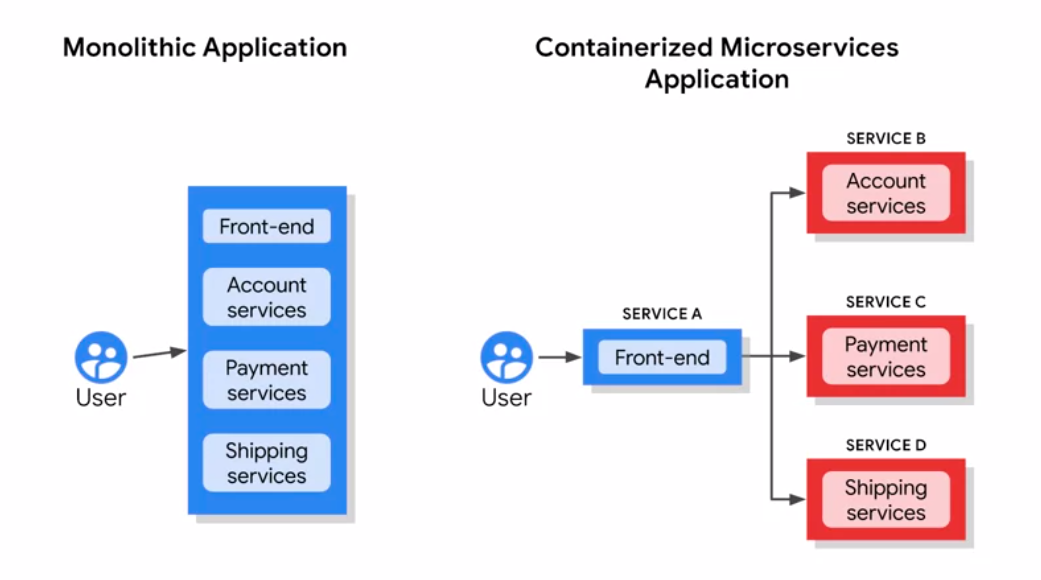 Monolithic Application
Front-end
Account
services
Payment
services
Shipping
services
User
Containerized Microservices
Application
User
SERVICE A
Front-end
SERVICE B
Account
services
SERVICE C
Payment
services
SERVICE D
Shipping
services